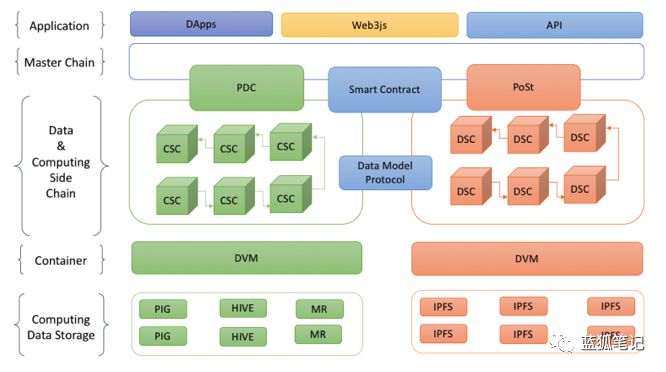 Application
DApps
Web3js
API
Master Chain
PDC
Smart Contract
PoSt
Data
&
Computing
Side
Chain
CSC
CSC
CSC
DSC
DSC
DSC
Data Model
Protocol
CSC
CSC
CSC
DSC
DSC
DSC
Container
DVM
DVM
Computing
Data Storage
PIG
HIVE
MR
IPFS
IPFS
IPFS
PIG
HIVE
MR
IPFS
IPFS
IPFS
蓝狐笔记